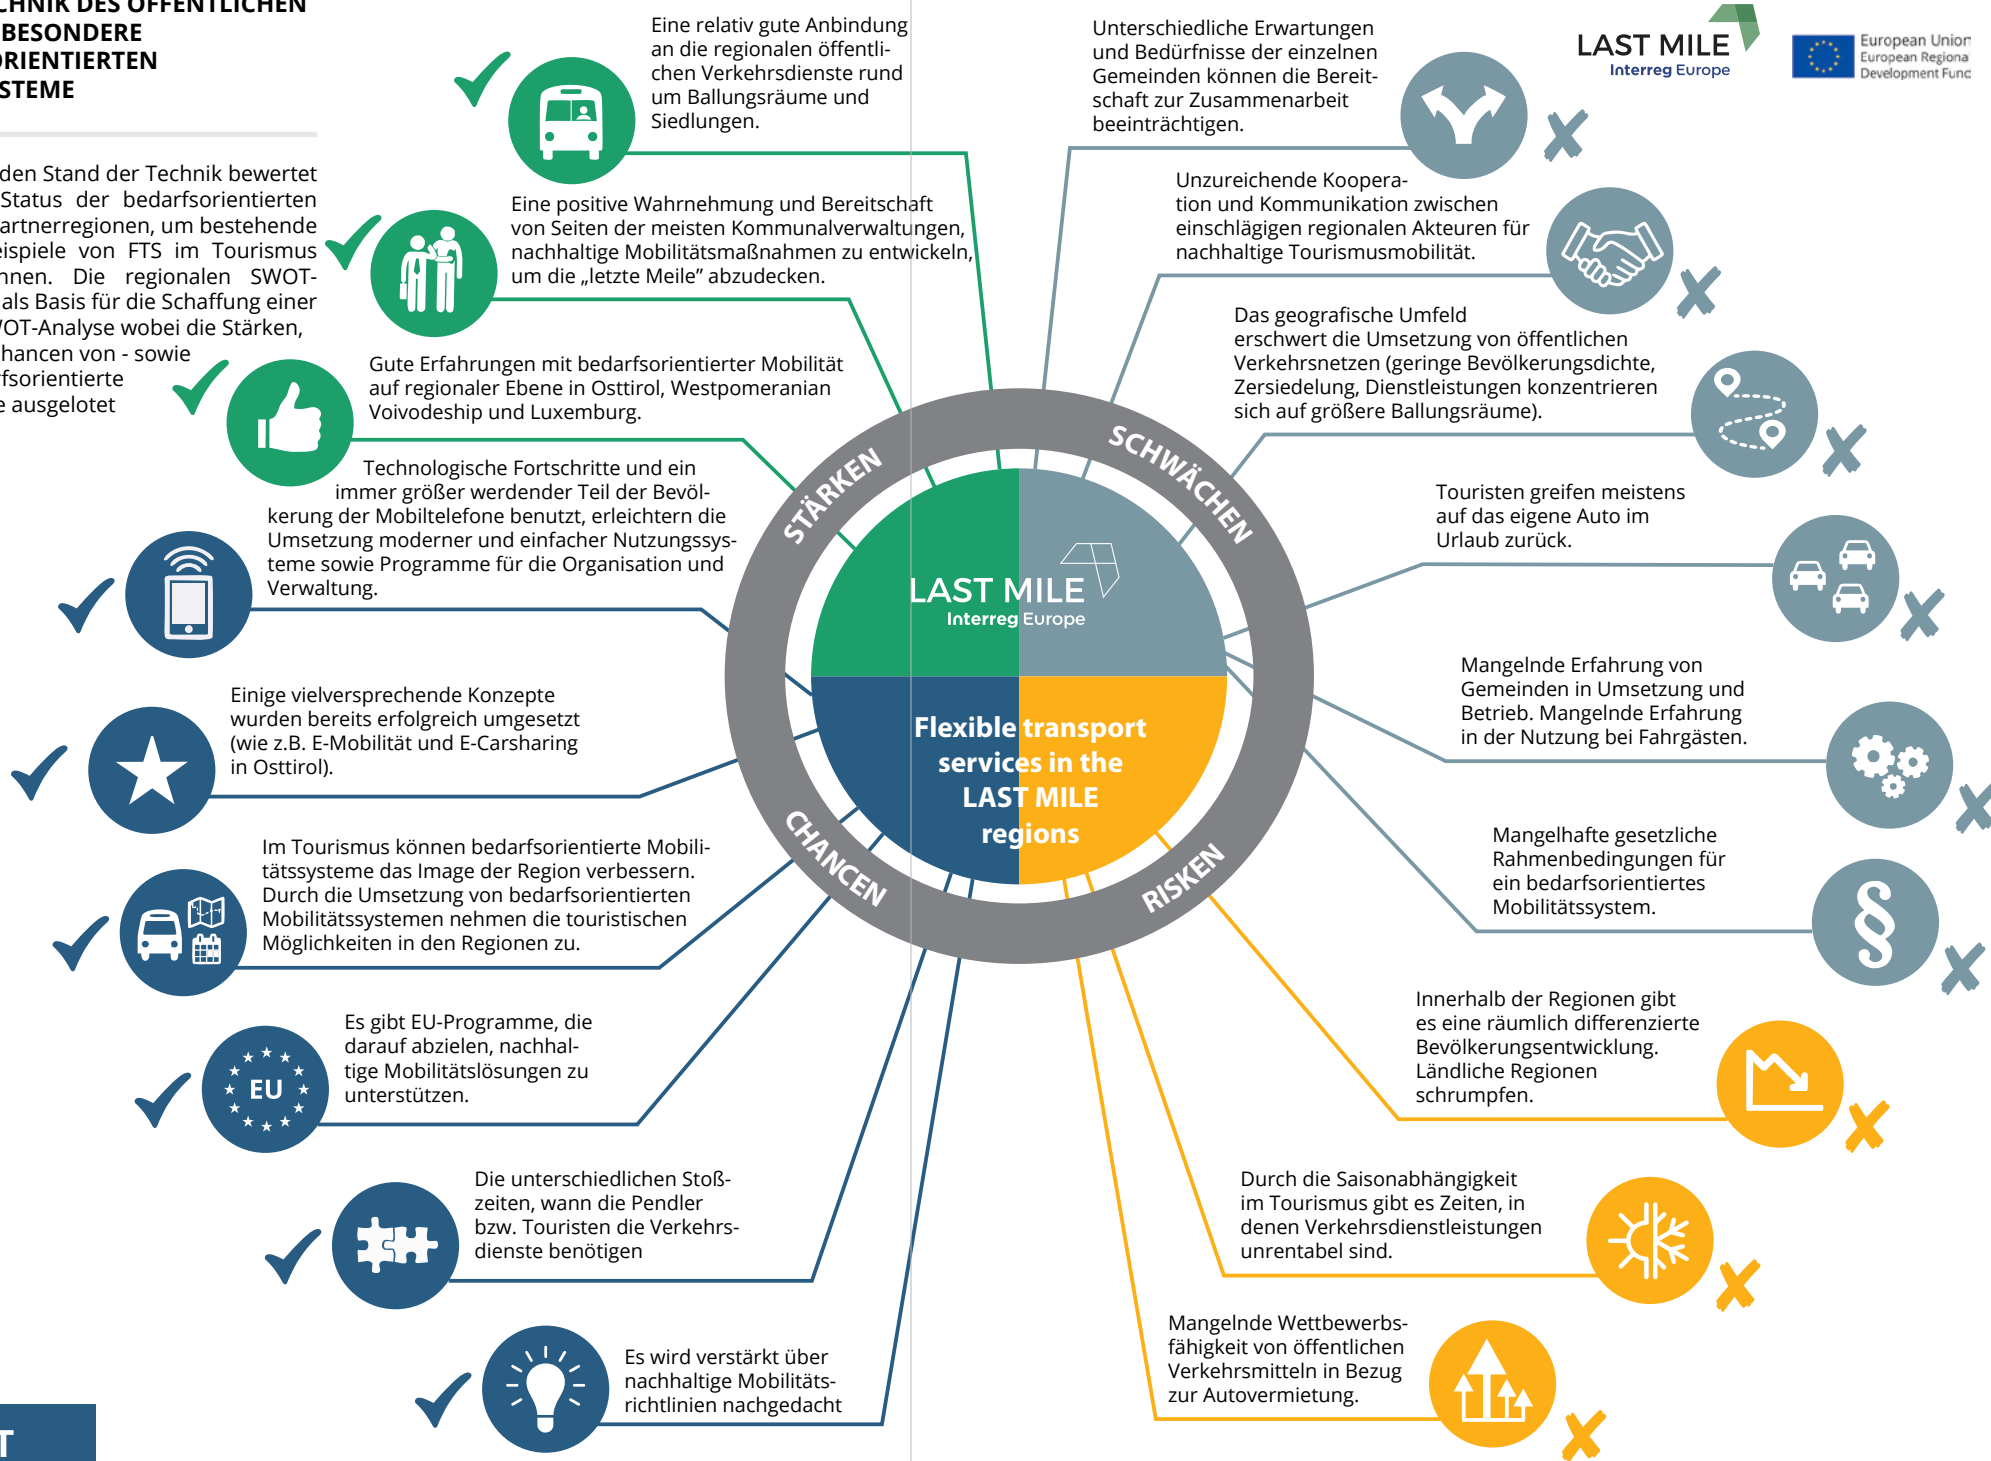 CHNIK DES ÖFFENTLICHEN
BESONDERE
ORIENTIERTEN
STEME
den Stand der Technik bewertet
Status der bedarfsorientierten
artnerregionen, um bestehende
eispiele von FTS im Tourismus
nnen. Die regionalen SWOT-
als Basis für die Schaffung einer
WOT-Analyse wobei die Stärken,
hancen von - sowie
rfsorientierte
e ausgelotet
Eine relativ gute Anbindung
an die regionalen öffentli-
chen Verkehrsdienste rund
um Ballungsräume und
Siedlungen.
Eine positive Wahrnehmung und Bereitschaft
von Seiten der meisten Kommunalverwaltungen,
nachhaltige Mobilitätsmaßnahmen zu entwickeln,
um die „letzte Meile” abzudecken.
Gute Erfahrungen mit bedarfsorientierter Mobilität
auf regionaler Ebene in Osttirol, Westpomeranian
Voivodeship und Luxemburg.
Technologische Fortschritte und ein
immer größer werdender Teil der Bevöl-
kerung der Mobiltelefone benutzt, erleichtern die
Umsetzung moderner und einfacher Nutzungssys-
teme sowie Programme für die Organisation und
Verwaltung.
Einige vielversprechende Konzepte
wurden bereits erfolgreich umgesetzt
(wie z.B. E-Mobilität und E-Carsharing
in Osttirol).
Im Tourismus können bedarfsorientierte Mobili-
tätssysteme das Image der Region verbessern.
Durch die Umsetzung von bedarfsorientierten
Mobilitätssystemen nehmen die touristischen
Möglichkeiten in den Regionen zu.
EU
Es gibt EU-Programme, die
darauf abzielen, nachhal-
tige Mobilitätslösungen zu
unterstützen.
Die unterschiedlichen Stoß-
zeiten, wann die Pendler
bzw. Touristen die Verkehrs-
dienste benötigen
Es wird verstärkt über
nachhaltige Mobilitäts-
richtlinien nachgedacht
T
STÄRKEN
SCHWÄCHEN
CHANCEN
RISKEN
LAST MILE
Interreg Europe
Flexible transport
services in the
LAST MILE
regions
LAST MILE
Interreg Europe
European Union
European Regiona
Development Fund
Unterschiedliche Erwartungen
und Bedürfnisse der einzelnen
Gemeinden können die Bereit-
schaft zur Zusammenarbeit
beeinträchtigen.
Unzureichende Koopera-
tion und Kommunikation zwischen
einschlägigen regionalen Akteuren für
nachhaltige Tourismusmobilität.
Das geografische Umfeld
erschwert die Umsetzung von öffentlichen
Verkehrsnetzen (geringe Bevölkerungsdichte,
Zersiedelung, Dienstleistungen konzentrieren
sich auf größere Ballungsräume).
Touristen greifen meistens
auf das eigene Auto im
Urlaub zurück.
Mangelnde Erfahrung von
Gemeinden in Umsetzung und
Betrieb. Mangelnde Erfahrung
in der Nutzung bei Fahrgästen.
Mangelhafte gesetzliche
Rahmenbedingungen für
ein bedarfsorientiertes
Mobilitätssystem.
§
Innerhalb der Regionen gibt
es eine räumlich differenzierte
Bevölkerungsentwicklung.
Ländliche Regionen
schrumpfen.
Durch die Saisonabhängigkeit
im Tourismus gibt es Zeiten, in
denen Verkehrsdienstleistungen
unrentabel sind.
Mangelnde Wettbewerbs-
fähigkeit von öffentlichen
Verkehrsmitteln in Bezug
zur Autovermietung.